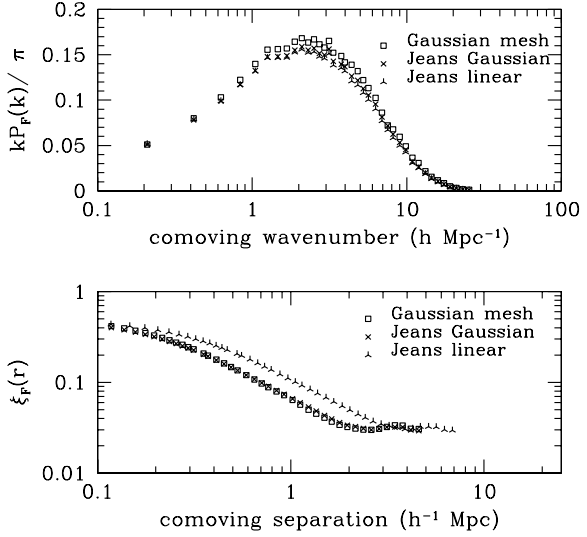 0.2
0.15
0.1
0.05
0
kP_F(k)/ π
□ Gaussian mesh
× Jeans Gaussian
⅄ Jeans linear
0.1 1 10 100
comoving wavenumber (h Mpc⁻¹)
1
0.1
0.01
ξ_F(r)
□ Gaussian mesh
× Jeans Gaussian
⅄ Jeans linear
0.1 1 10
comoving separation (h⁻¹ Mpc)